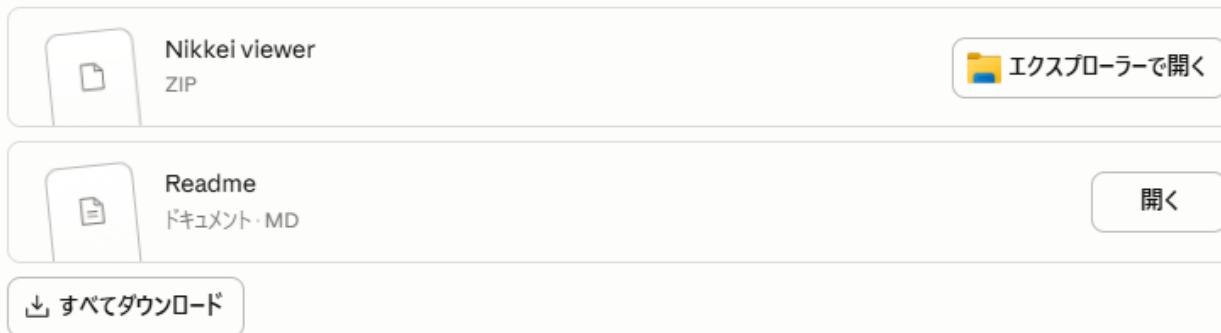 Nikkei viewer
ZIP
エクスプローラーで開く
Readme
ドキュメント · MD
開く
すべてダウンロード